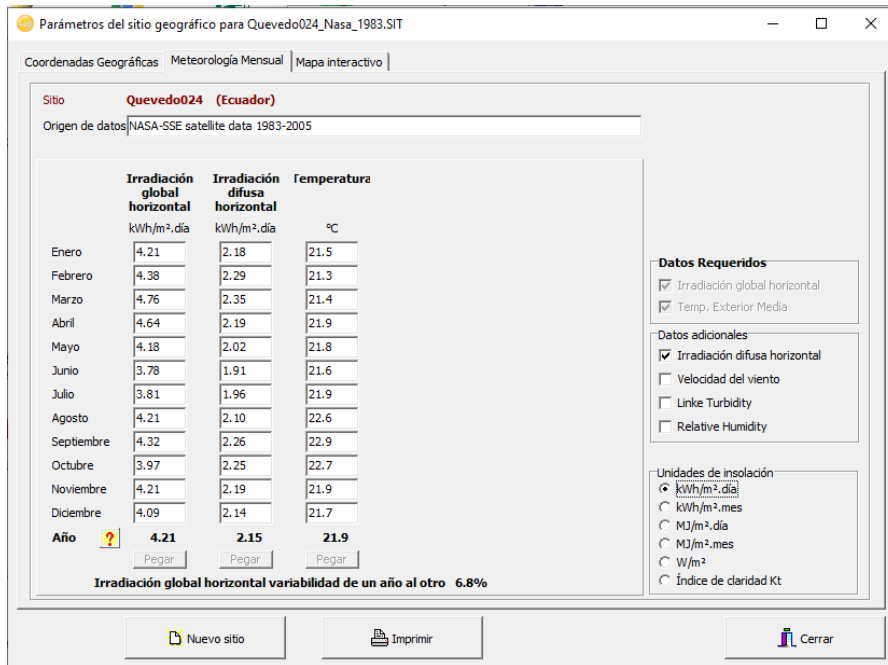 Parámetros del sitio geográfico para Quevedo024_Nasa_1983.SIT
Coordenadas Geográficas Meteorología Mensual Mapa interactivo
Sitio Quevedo024 (Ecuador)
Origen de datos NASA-SSE satellite data 1983-2005
Irradiación global horizontal Irradiación difusa horizontal Temperatura
kWh/m².día kWh/m².día °C
Enero 4.21 2.18 21.5
Febrero 4.38 2.29 21.3
Marzo 4.76 2.35 21.4
Abril 4.64 2.19 21.9
Mayo 4.18 2.02 21.8
Junio 3.78 1.91 21.6
Julio 3.81 1.96 21.9
Agosto 4.21 2.10 22.6
Septiembre 4.32 2.26 22.9
Octubre 3.97 2.25 22.7
Noviembre 4.21 2.19 21.9
Diciembre 4.09 2.14 21.7
Año ? 4.21 2.15 21.9
Pegar Pegar Pegar
Irradiación global horizontal variabilidad de un año al otro 6.8%
Datos Requeridos
Irradiación global horizontal
Temp. Exterior Media
Datos adicionales
Irradiación difusa horizontal
Velocidad del viento
Linke Turbidity
Relative Humidity
Unidades de insolación
kWh/m².día
kWh/m².mes
MJ/m².día
MJ/m².mes
W/m²
Índice de claridad Kt
Nuevo sitio Imprimir Cerrar